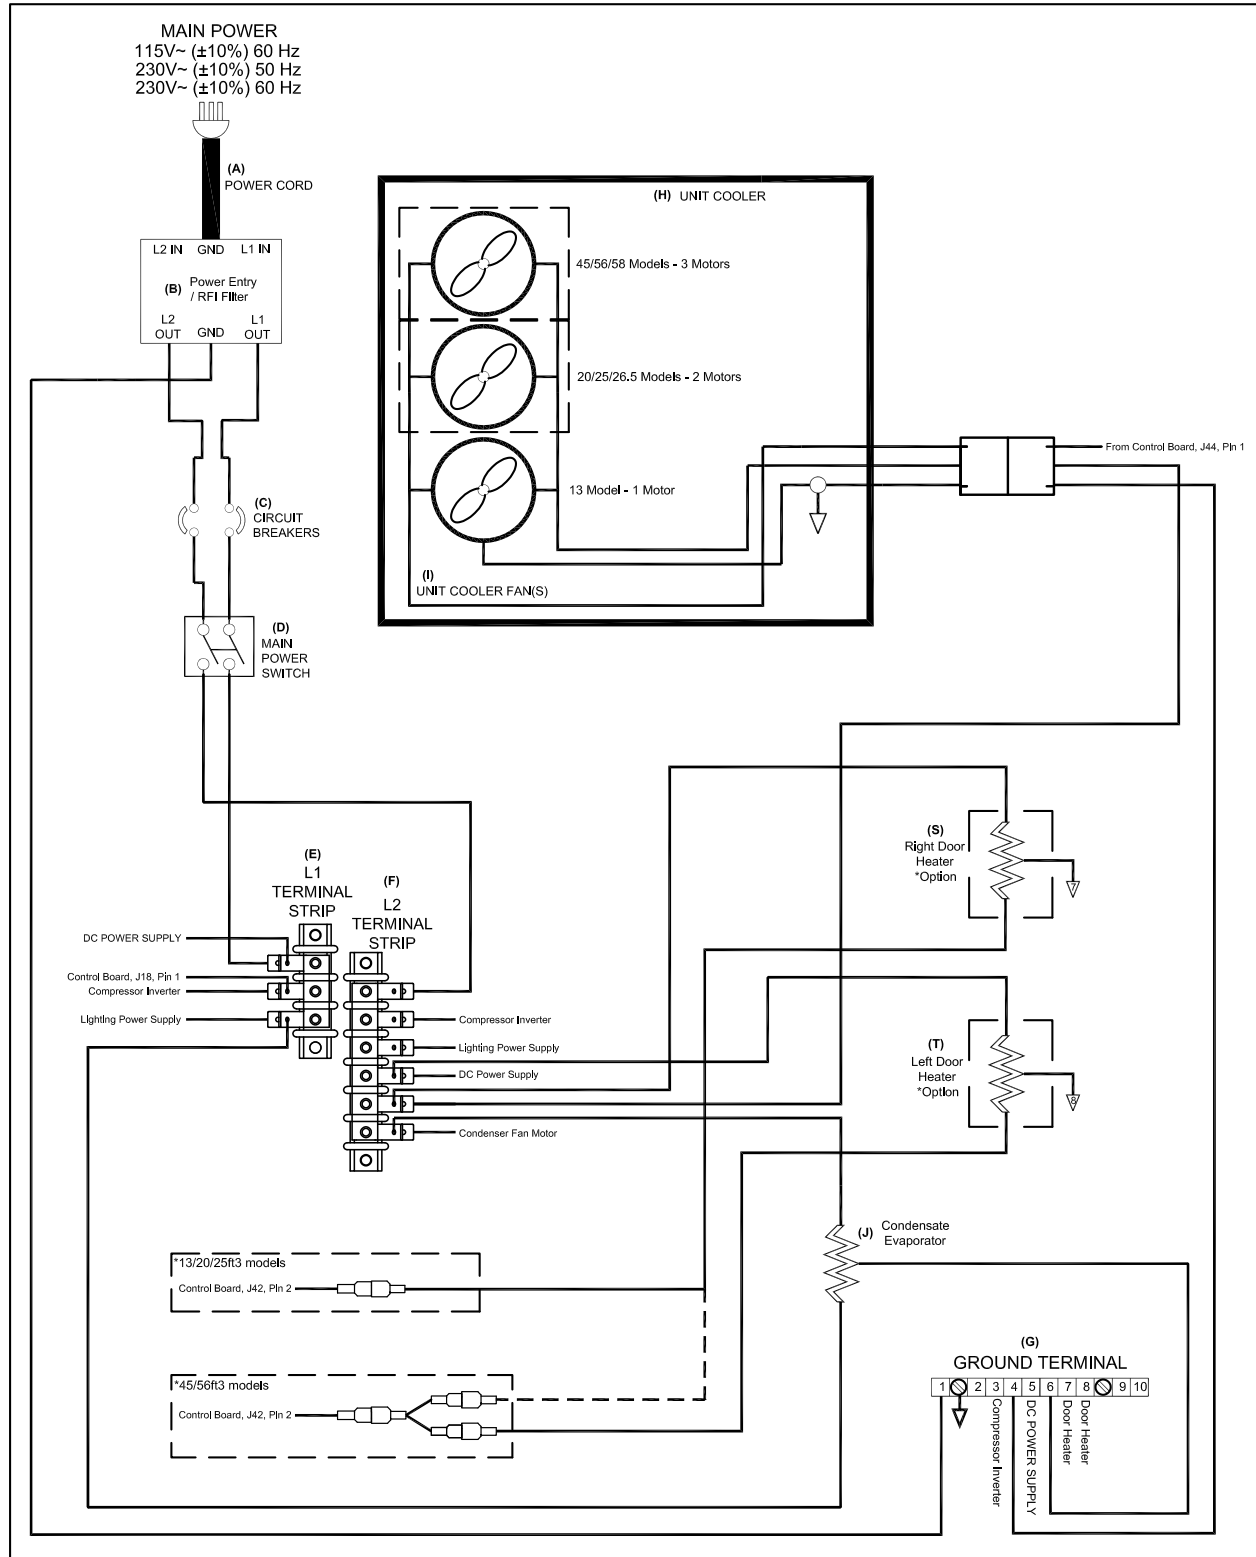 MAIN POWER
115V~ (±10%) 60 Hz
230V~ (±10%) 50 Hz
230V~ (±10%) 60 Hz
(A)
POWER CORD
L2 IN GND L1 IN
(B) Power Entry
/ RFI Filter
L2
OUT
GND
L1
OUT
(C)
CIRCUIT
BREAKERS
(D)
MAIN
POWER
SWITCH
(H) UNIT COOLER
45/56/58 Models - 3 Motors
20/25/26.5 Models - 2 Motors
13 Model - 1 Motor
(I)
UNIT COOLER FAN(S)
From Control Board, J44, Pin 1
(S)
Right Door
Heater
*Option
7
(T)
Left Door
Heater
*Option
8
(E)
L1
TERMINAL
STRIP
(F)
L2
TERMINAL
STRIP
DC POWER SUPPLY
Control Board, J18, Pin 1
Compressor Inverter
Lighting Power Supply
Compressor Inverter
Lighting Power Supply
DC Power Supply
Condenser Fan Motor
(J) Condensate
Evaporator
*13/20/25ft3 models
Control Board, J42, Pin 2
*45/56ft3 models
Control Board, J42, Pin 2
(G)
GROUND TERMINAL
1 2 3 4 5 6 7 8 9 10
Compressor Inverter
DC POWER SUPPLY
Door Heater
Door Heater